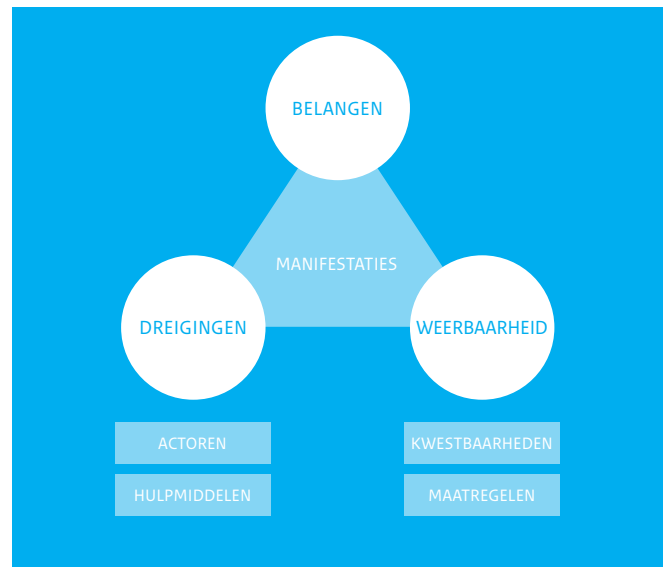 BELANGEN
MANIFESTATIES
DREIGINGEN
WEERBAARHEID
ACTOREN
KWESTBAARHEDEN
HULPMIDDELEN
MAATREGELEN